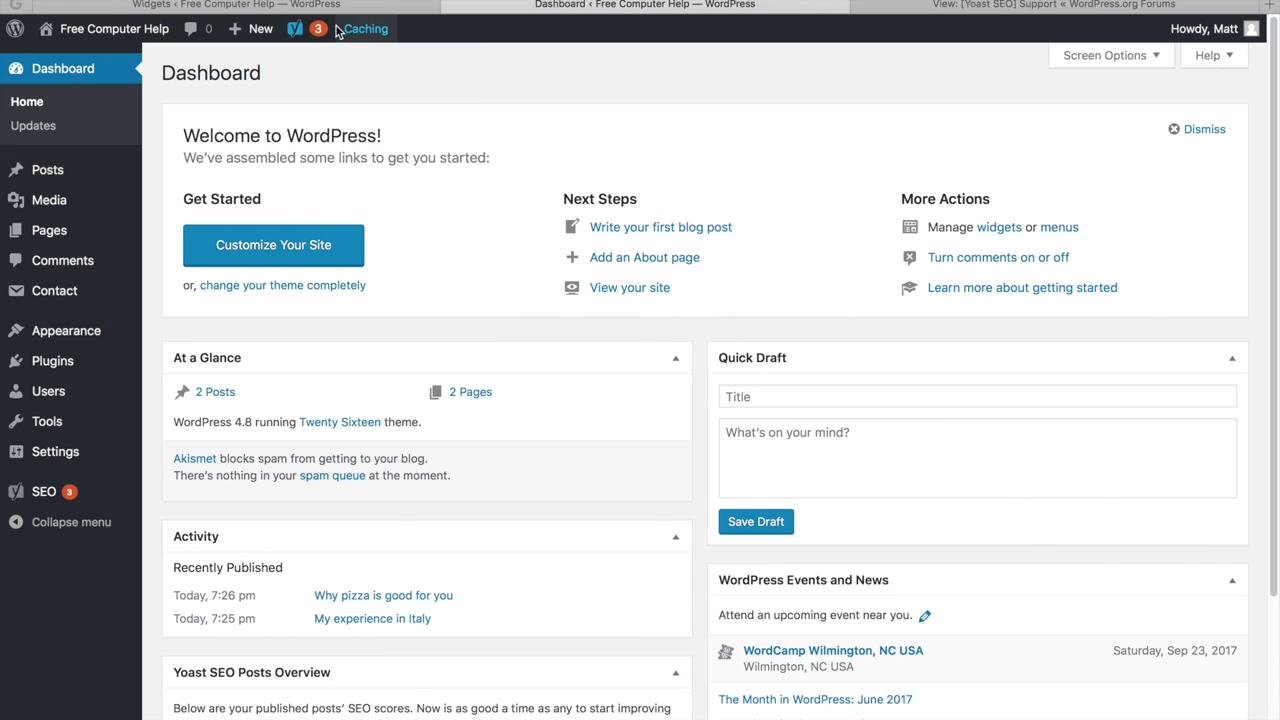 Widgets ‹ Free Computer Help — WordPress
Dashboard ‹ Free Computer Help — WordPress
View: [Yoast SEO] Support « WordPress.org Forums
Free Computer Help
0
New
3
Caching
Howdy, Matt
Dashboard
Home
Updates
Posts
Media
Pages
Comments
Contact
Appearance
Plugins
Users
Tools
Settings
SEO 3
Collapse menu
Dashboard
Screen Options
Help
Welcome to WordPress!
We've assembled some links to get you started:
Dismiss
Get Started
Customize Your Site
or, change your theme completely
Next Steps
Write your first blog post
Add an About page
View your site
More Actions
Manage widgets or menus
Turn comments on or off
Learn more about getting started
At a Glance
2 Posts
2 Pages
WordPress 4.8 running Twenty Sixteen theme.
Akismet blocks spam from getting to your blog.
There's nothing in your spam queue at the moment.
Activity
Recently Published
Today, 7:26 pm Why pizza is good for you
Today, 7:25 pm My experience in Italy
Yoast SEO Posts Overview
Below are your published posts' SEO scores. Now is as good a time as any to start improving
Quick Draft
Title
What's on your mind?
Save Draft
WordPress Events and News
Attend an upcoming event near you.
WordCamp Wilmington, NC USA
Saturday, Sep 23, 2017
Wilmington, NC USA
The Month in WordPress: June 2017